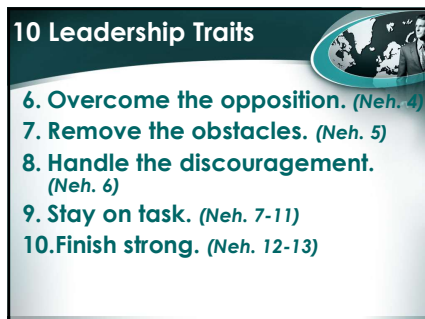 10 Leadership Traits
6. Overcome the opposition. (Neh. 4)
7. Remove the obstacles. (Neh. 5)
8. Handle the discouragement.
(Neh. 6)
9. Stay on task. (Neh. 7-11)
10.Finish strong. (Neh. 12-13)